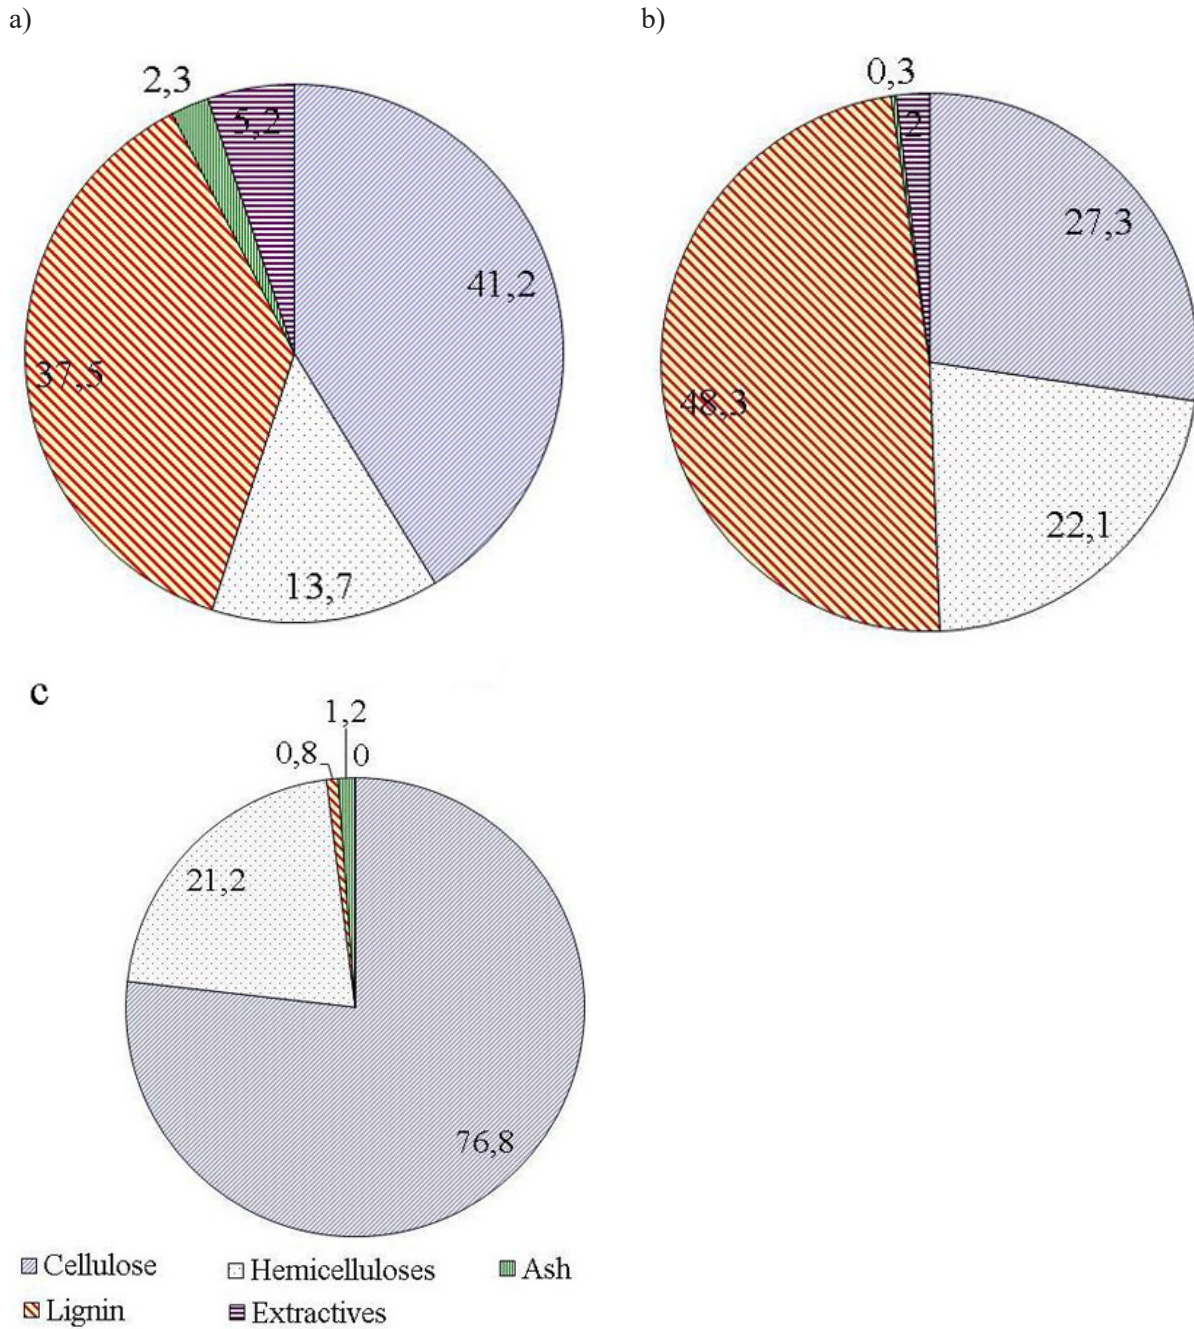 a)
b)
2,3
5,2
41,2
37,5
13,7
0,3
2
27,3
48,3
22,1
c
1,2
0,8
0
21,2
76,8
Cellulose
Hemicelluloses
Ash
Lignin
Extractives